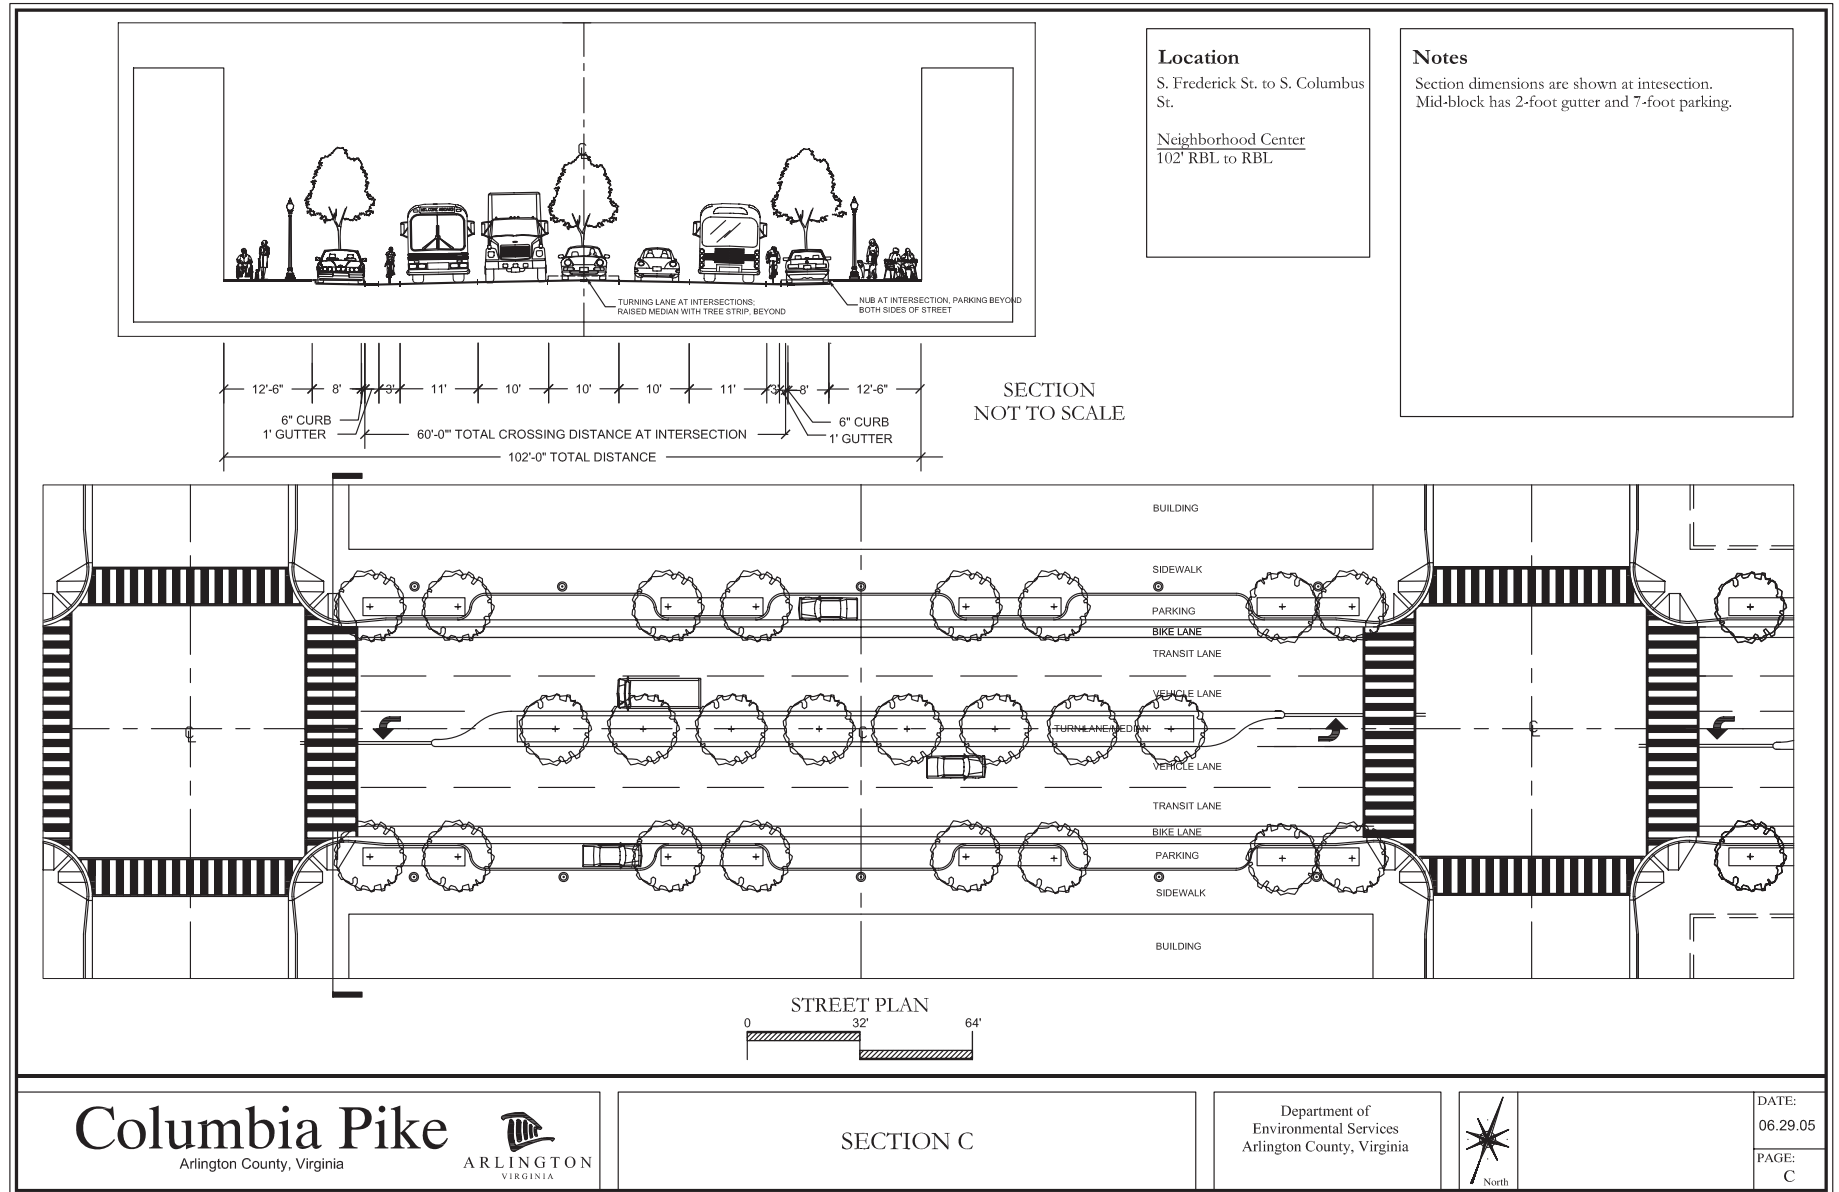 Location
S. Frederick St. to S. Columbus
St.
Neighborhood Center
102' RBL to RBL
Notes
Section dimensions are shown at intesection.
Mid-block has 2-foot gutter and 7-foot parking.
TURNING LANE AT INTERSECTIONS;
RAISED MEDIAN WITH TREE STRIP, BEYOND
NUB AT INTERSECTION, PARKING BEYOND
BOTH SIDES OF STREET
12'-6" 8' 3' 11' 10' 10' 10' 11' 3' 8' 12'-6"
6" CURB
1' GUTTER
6" CURB
1' GUTTER
60'-0"' TOTAL CROSSING DISTANCE AT INTERSECTION
102'-0" TOTAL DISTANCE
SECTION
NOT TO SCALE
BUILDING
SIDEWALK
PARKING
BIKE LANE
TRANSIT LANE
VEHICLE LANE
TURN LANE/MEDIAN
VEHICLE LANE
TRANSIT LANE
BIKE LANE
PARKING
SIDEWALK
BUILDING
STREET PLAN
0 32' 64'
Columbia Pike
Arlington County, Virginia
ARLINGTON
VIRGINIA
SECTION C
Department of
Environmental Services
Arlington County, Virginia
North
DATE:
06.29.05
PAGE:
C